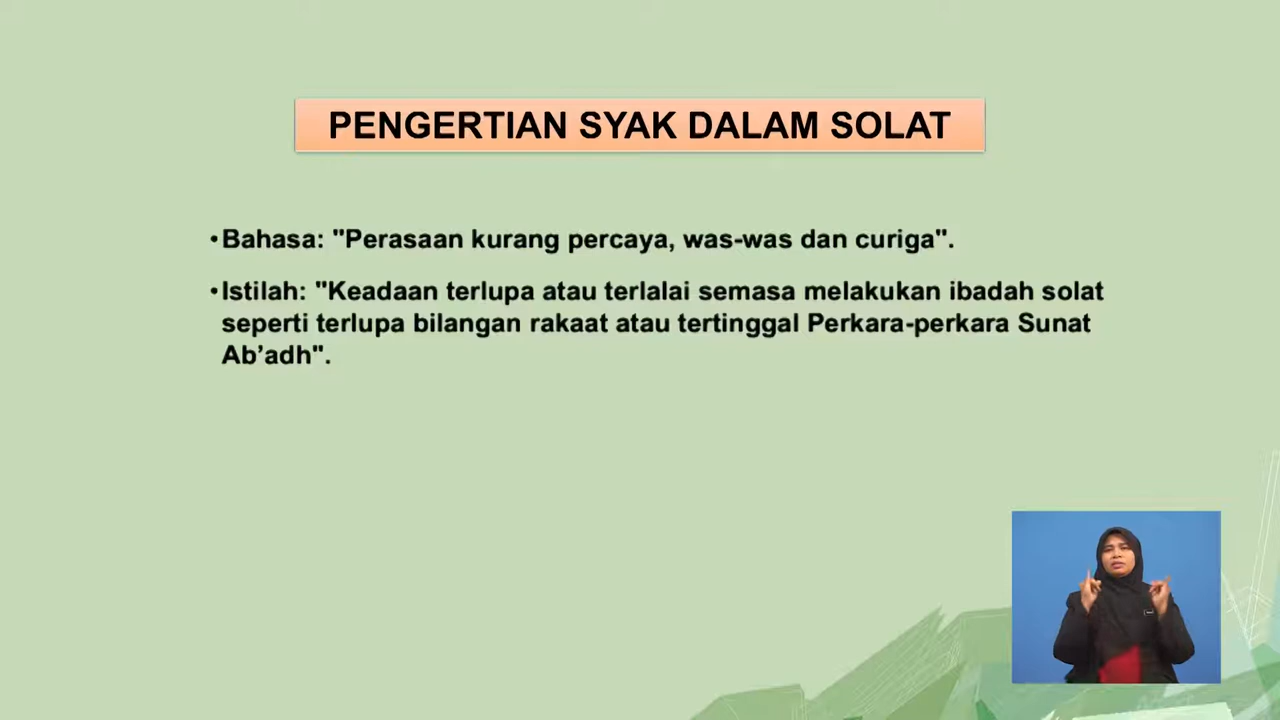 PENGERTIAN SYAK DALAM SOLAT
•Bahasa: "Perasaan kurang percaya, was-was dan curiga".
•Istilah: "Keadaan terlupa atau terlalai semasa melakukan ibadah solat
seperti terlupa bilangan rakaat atau tertinggal Perkara-perkara Sunat
Ab’adh".